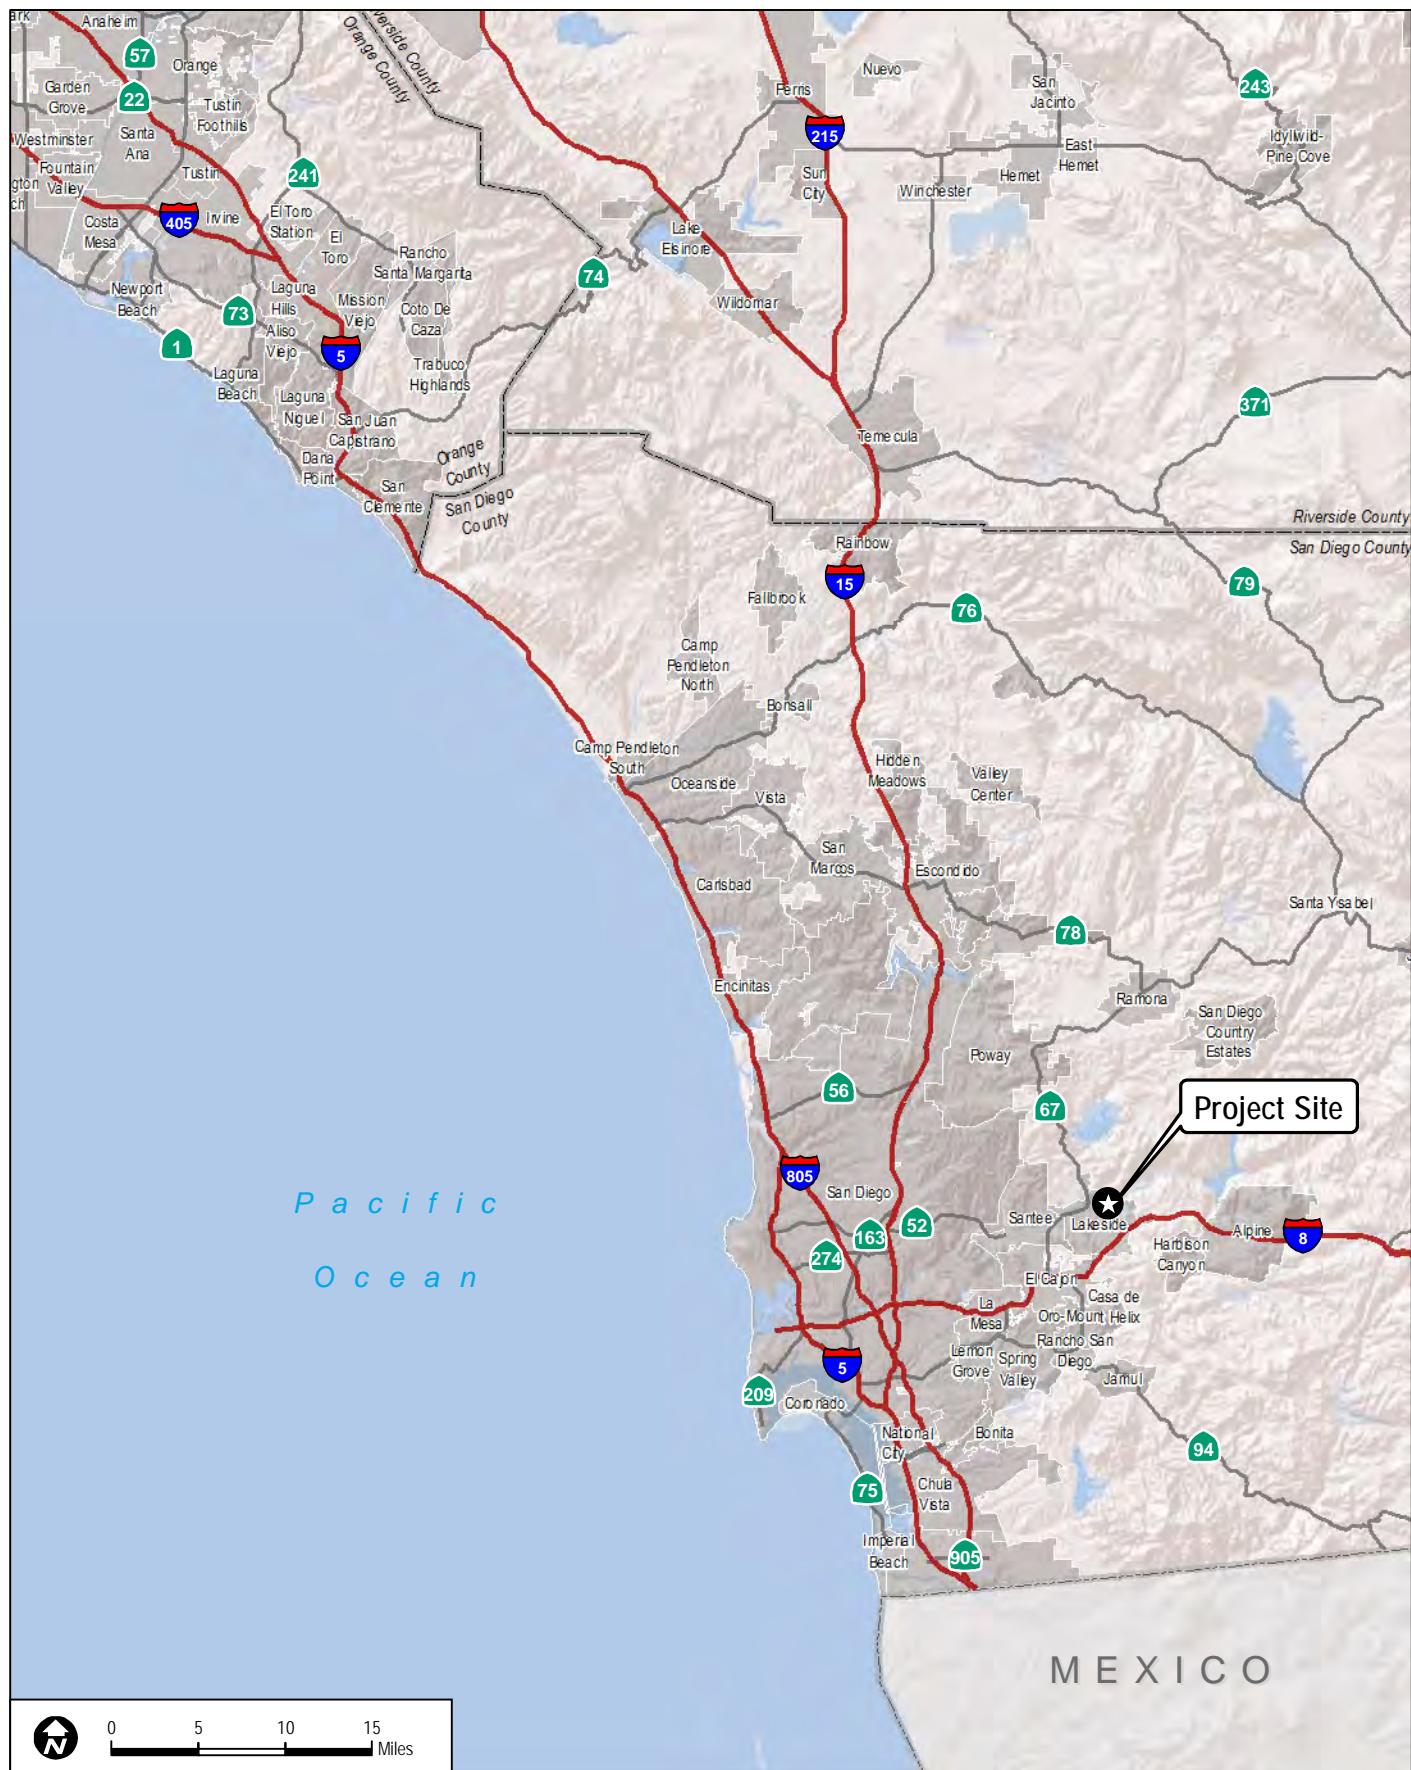 ark
Anaheim
57
Orange
Garden
Grove
22
Tustin
Foothills
Westminster
Santa
Ana
Fountain
Valley
Tustin
241
gton
ch
Costa
Mesa
405
Irvine
El Toro
Station
El
Toro
Rancho
Santa Margarita
Newport
Beach
73
1
Laguna
Hills
Mission
Viejo
Coto De
Caza
Aliso
Viejo
5
Trabuco
Highlands
Laguna
Beach
Laguna
Niguel
San Juan
Capistrano
Dana
Point
San
Clemente
Riverside County
Orange County
Orange
County
San Diego
County
74
Perris
Nuevo
215
San
Jacinto
243
Idyllwild-
Pine Cove
East
Hemet
Hemet
Sun
City
Winchester
Lake
Elsinore
Wildomar
371
Temecula
Riverside County
San Diego County
Rainbow
15
Fallbrook
76
79
Camp
Pendleton
North
Bonsall
Camp Pendleton
South
Oceanside
Vista
Hidden
Meadows
Valley
Center
San
Marcos
Escondido
Carlsbad
Santa Ysabel
78
Encinitas
Ramona
San Diego
Country
Estates
Poway
56
67
Project Site
805
San Diego
Santee
Lakeside
52
163
274
Alpine
8
Harbison
Canyon
El Cajon
Casa de
Oro-Mount Helix
La
Mesa
Rancho San
Diego
Lemon
Grove
Spring
Valley
Jamul
5
209
Coronado
National
City
Bonita
94
75
Chula
Vista
Imperial
Beach
905
Pacific
Ocean
MEXICO
N
0 5 10 15
Miles